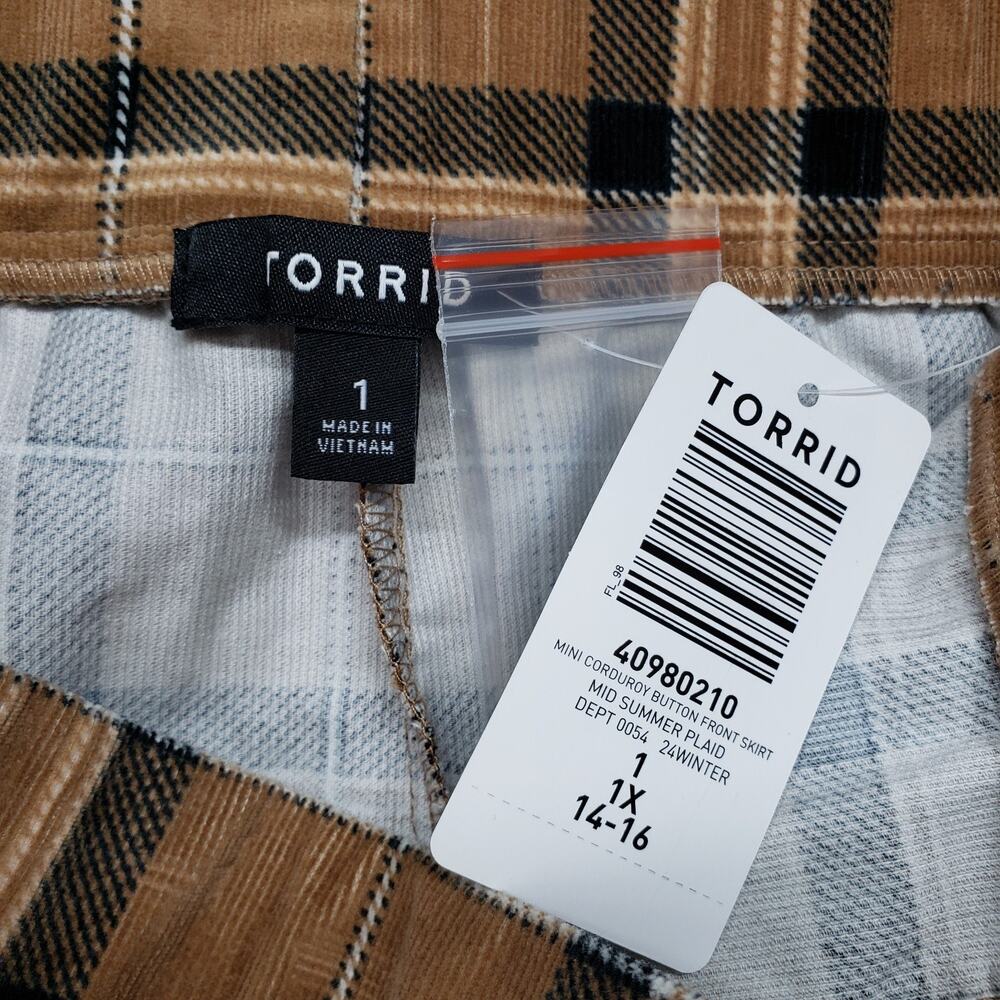 TORRID
1
MADE IN
VIETNAM
TORRID
FL_98
40980210
MINI CORDUROY BUTTON FRONT SKIRT
MID SUMMER PLAID
DEPT 0054 24WINTER
1
1X
14-16